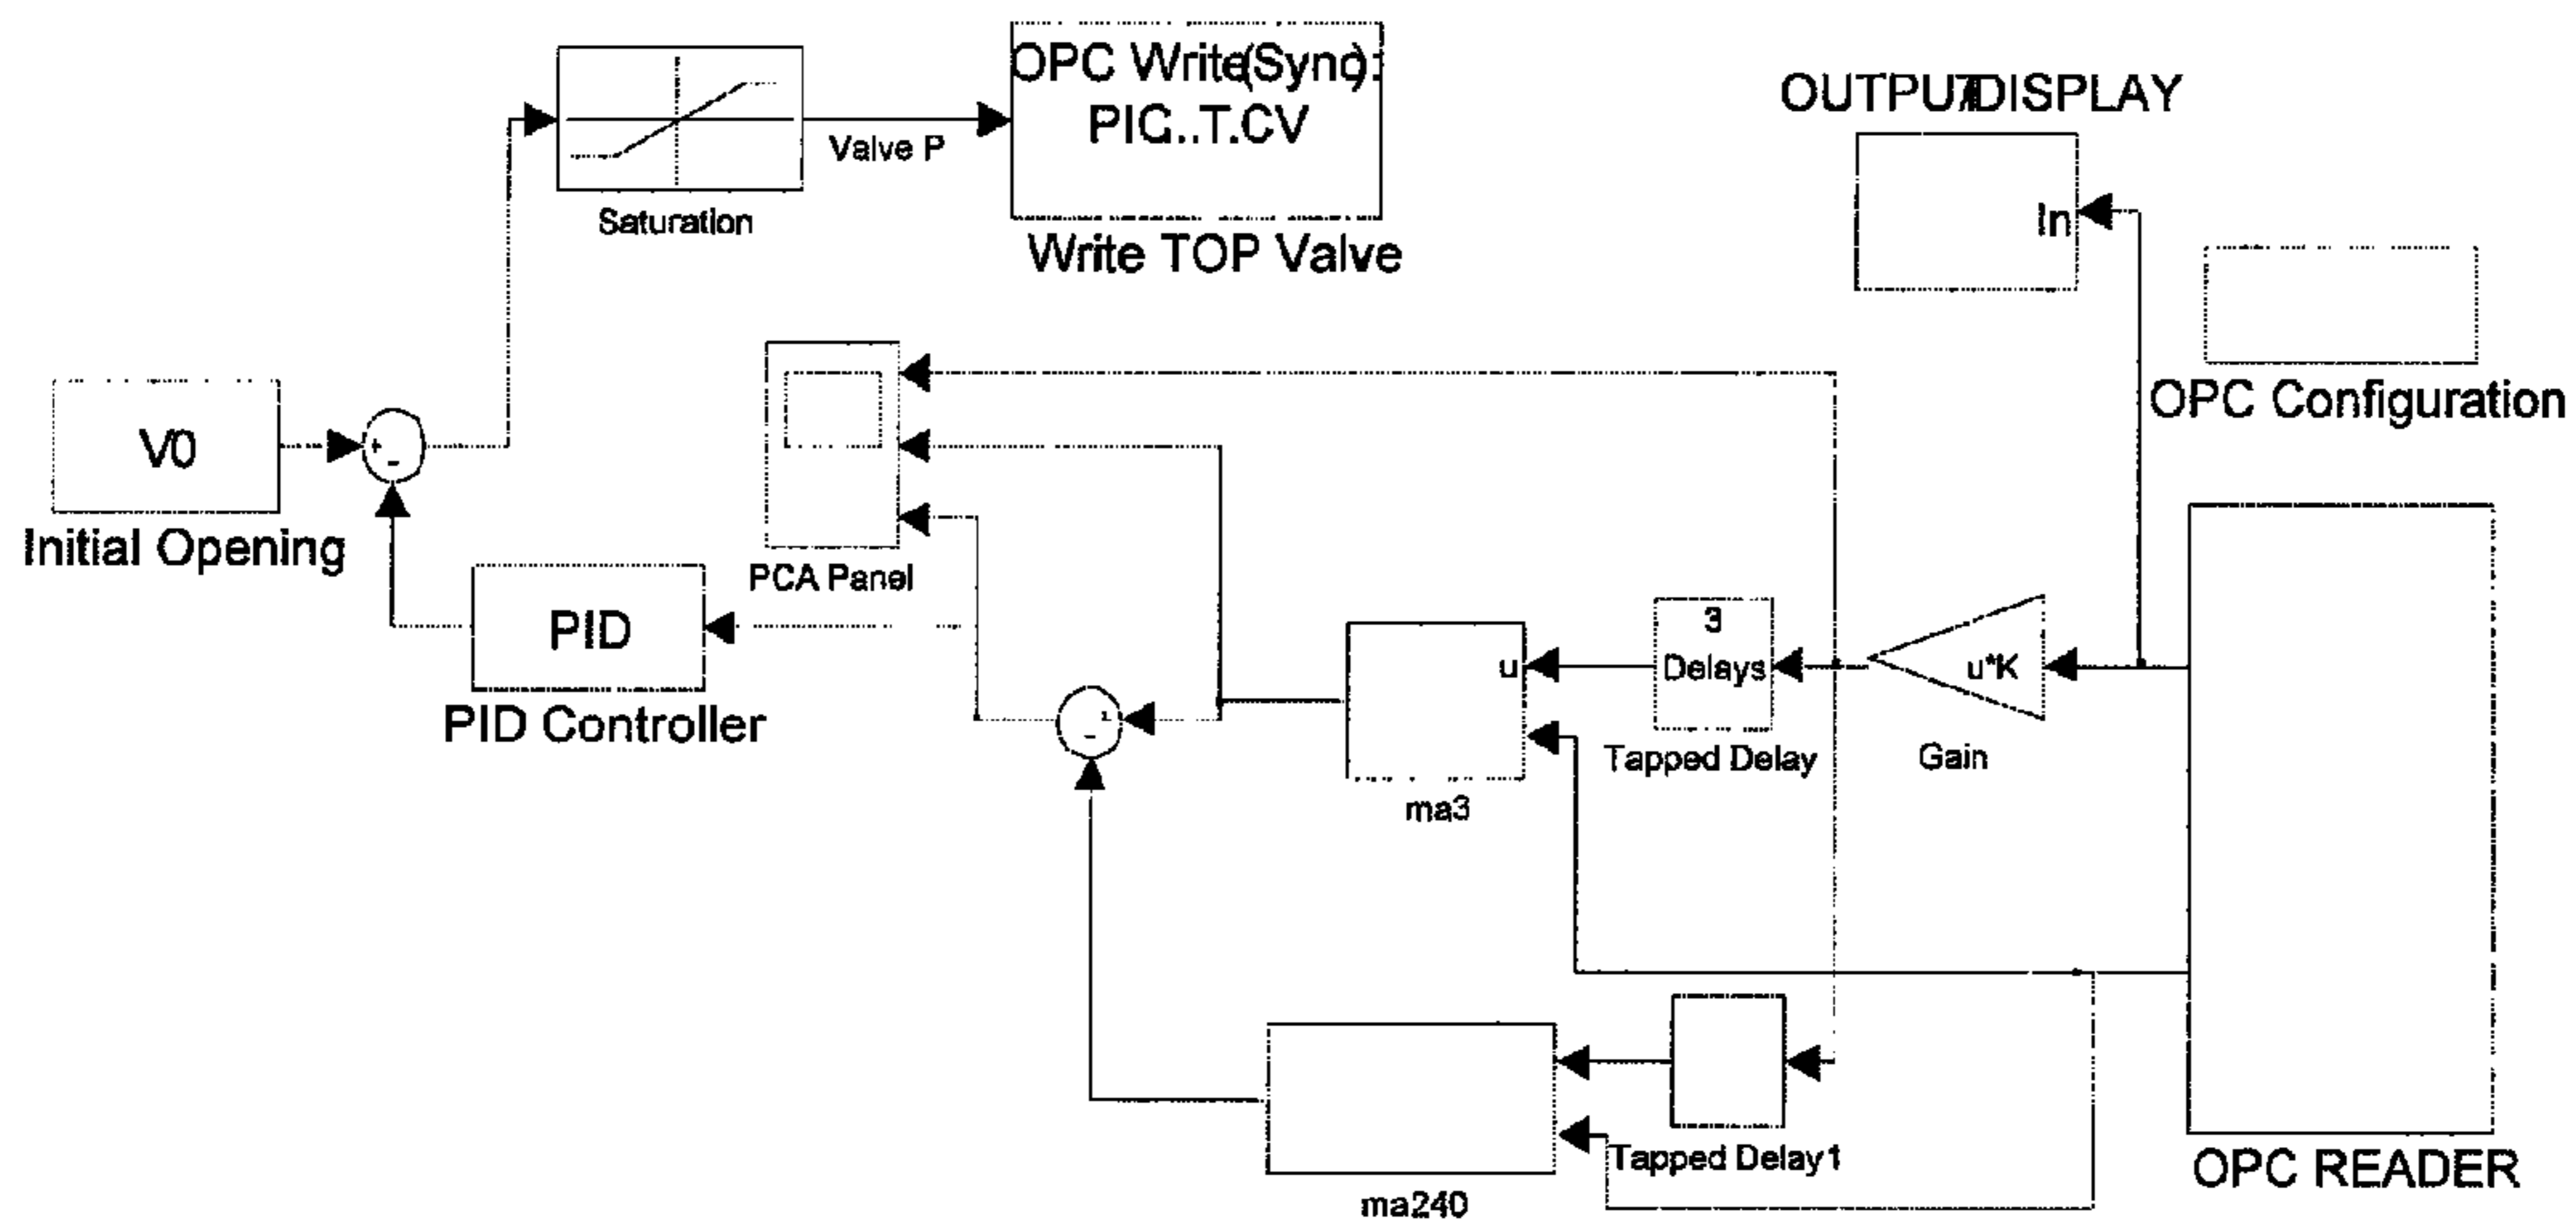 OPC Write(Sync):
PIC..T.CV
Write TOP Valve
Valve P
Saturation
OUTPUT/DISPLAY
In
OPC Configuration
V0
+
-
Initial Opening
PID
PID Controller
PCA Panel
-
u
ma3
3
Delays
Tapped Delay
u*K
Gain
ma240
Tapped Delay1
OPC READER